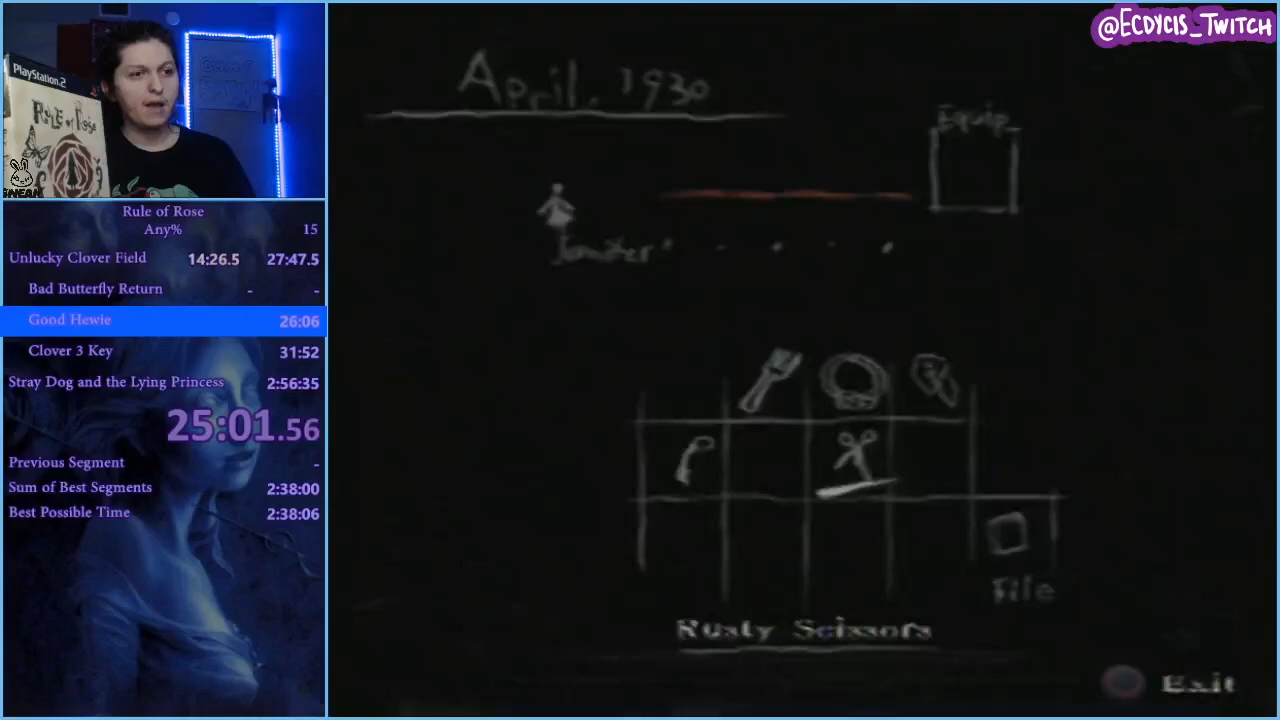 @ECDYCIS_TWITCH
PlayStation.2
RULE of ROSE
April. 1930
Equip.
Jennifer
Rule of Rose
Any% 15
Unlucky Clover Field 14:26.5 27:47.5
Bad Butterfly Return - -
Good Hewie 26:06
Clover 3 Key 31:52
Stray Dog and the Lying Princess 2:56:35
25:01.56
Previous Segment -
Sum of Best Segments 2:38:00
Best Possible Time 2:38:06
File
Rusty Scissors
Exit